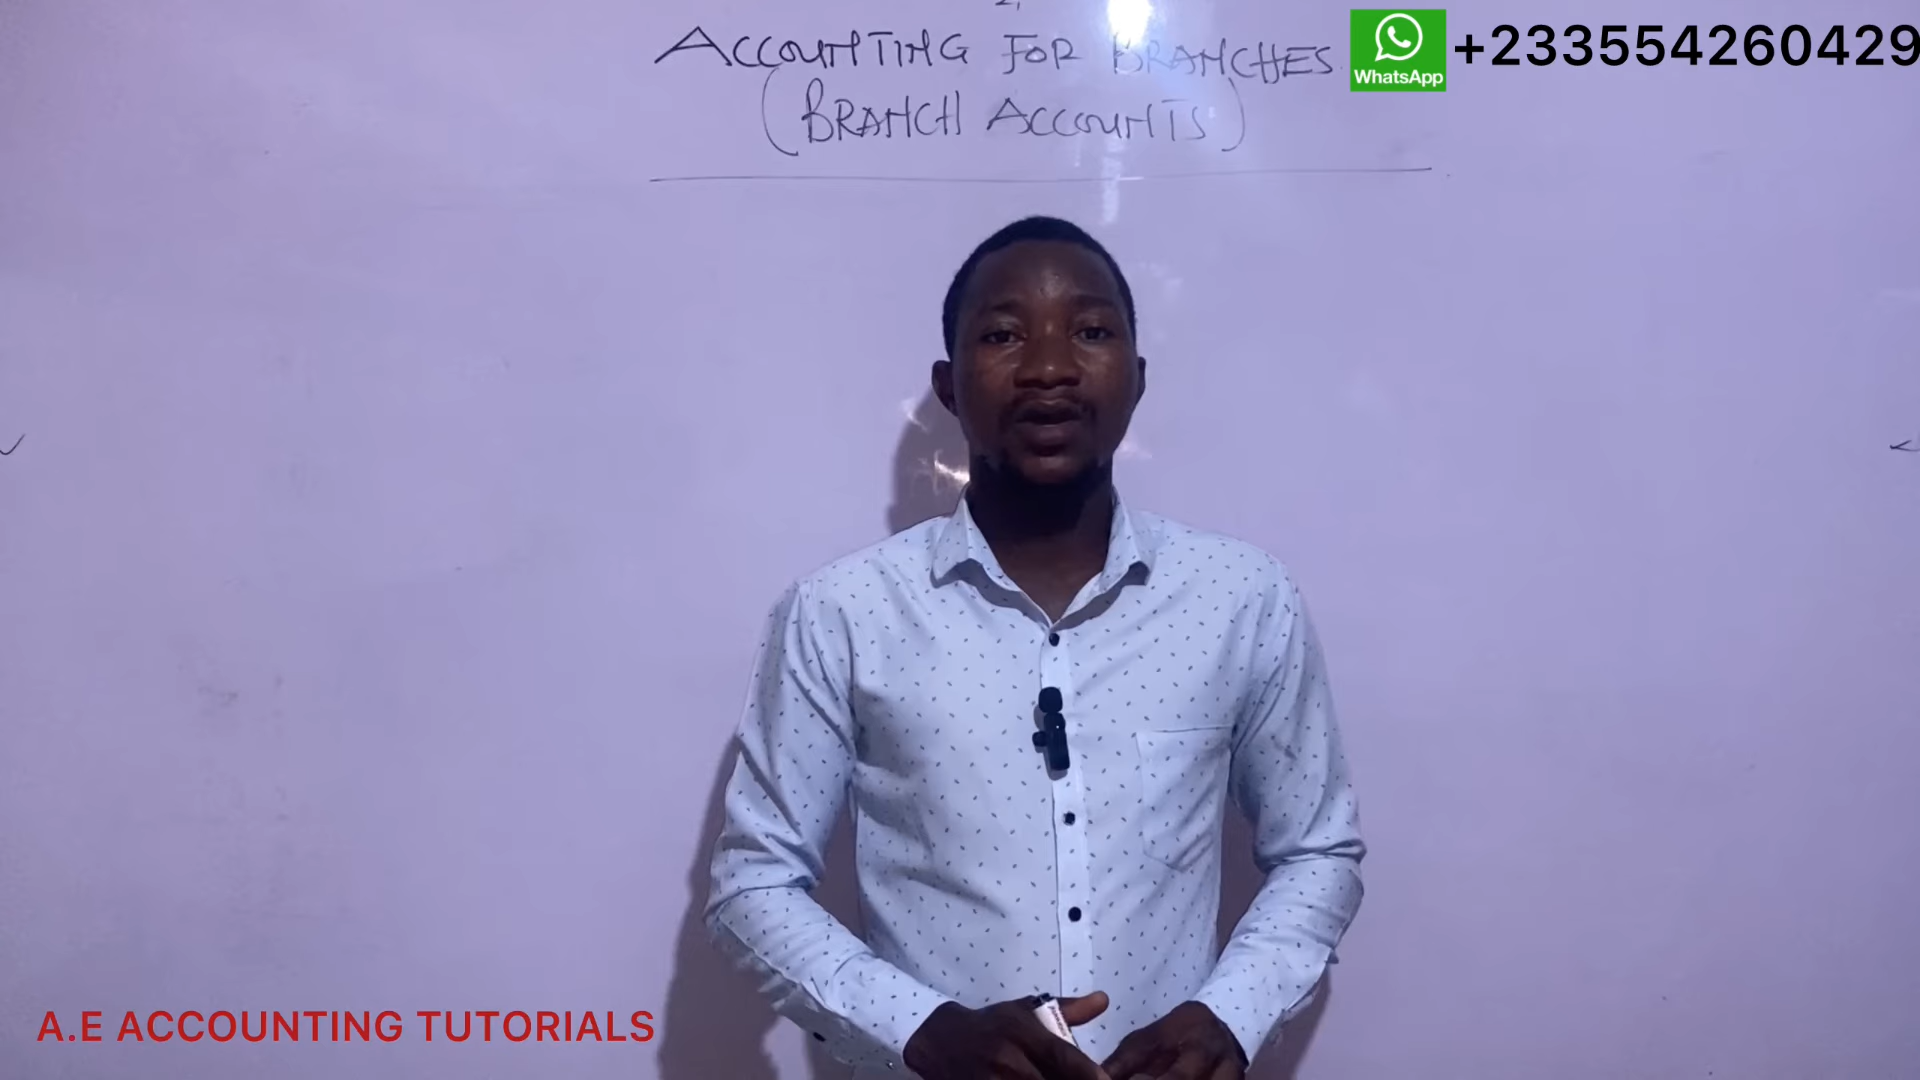 ACCOUNTING FOR BRANCHES
(BRANCH ACCOUNTS)
WhatsApp
+233554260429
A.E ACCOUNTING TUTORIALS